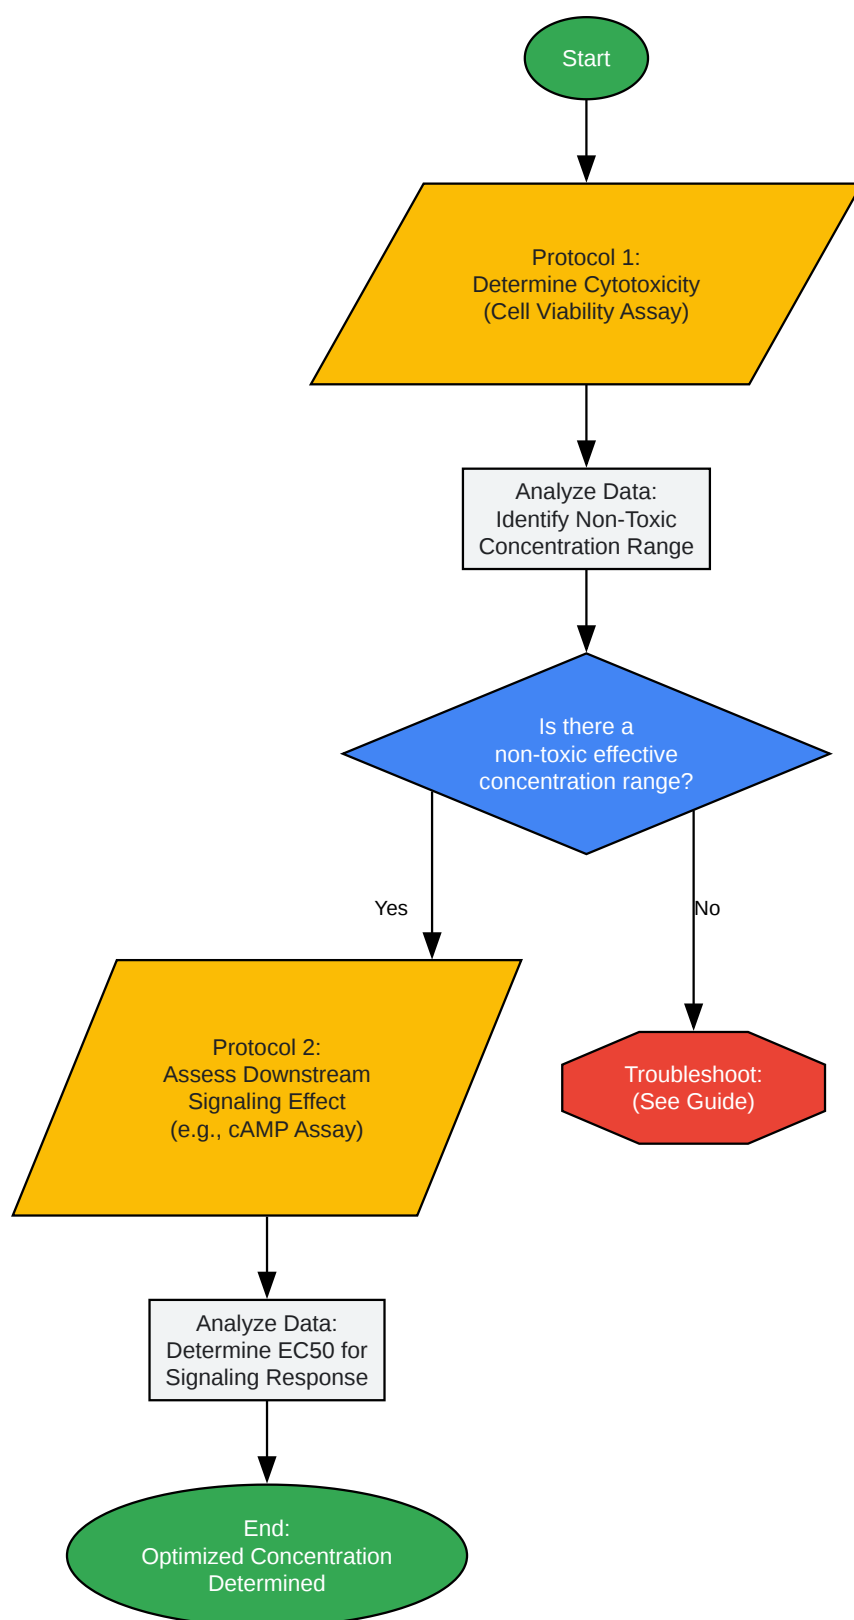 Start
Protocol 1:
Determine Cytotoxicity
(Cell Viability Assay)
Analyze Data:
Identify Non-Toxic
Concentration Range
Is there a
non-toxic effective
concentration range?
Yes
No
Protocol 2:
Assess Downstream
Signaling Effect
(e.g., cAMP Assay)
Troubleshoot:
(See Guide)
Analyze Data:
Determine EC50 for
Signaling Response
End:
Optimized Concentration
Determined